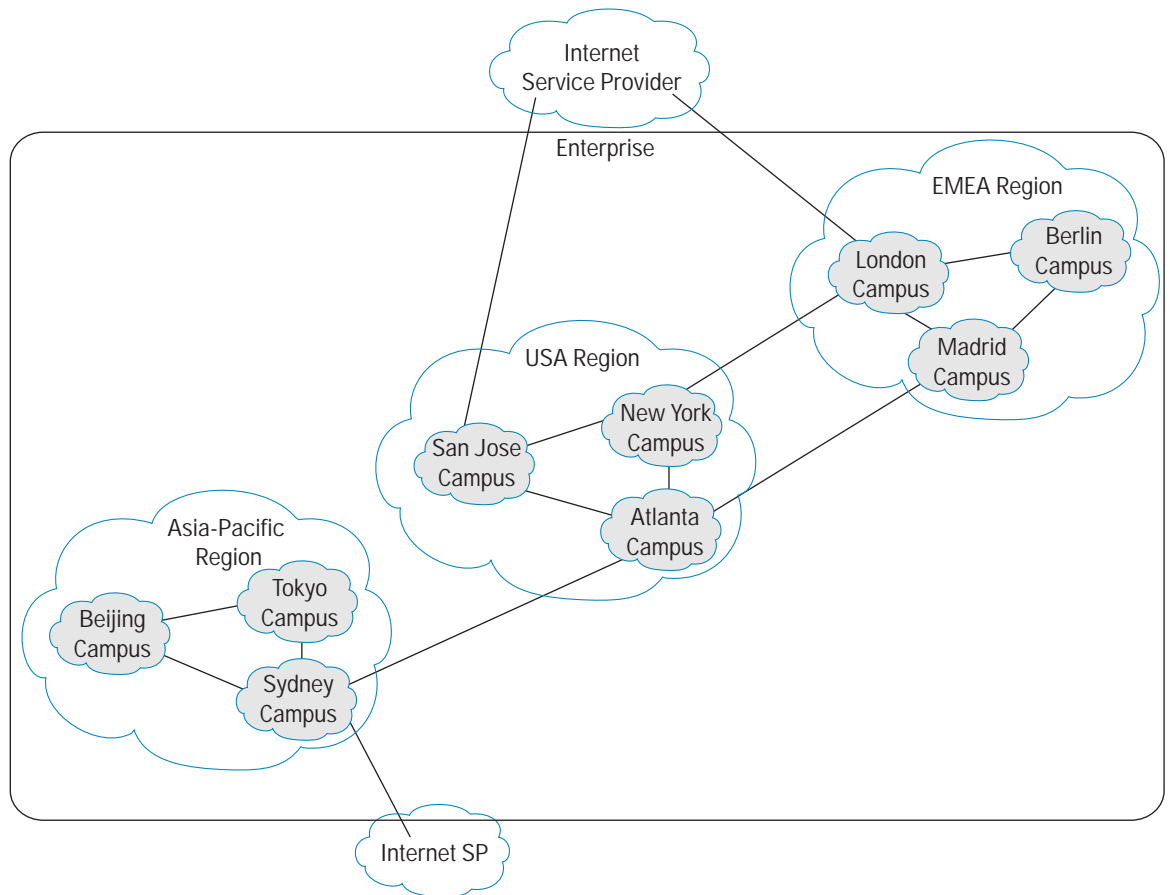 Internet
Service Provider
Enterprise
EMEA Region
Berlin
Campus
London
Campus
Madrid
Campus
USA Region
New York
Campus
San Jose
Campus
Atlanta
Campus
Asia-Pacific
Region
Tokyo
Campus
Beijing
Campus
Sydney
Campus
Internet SP